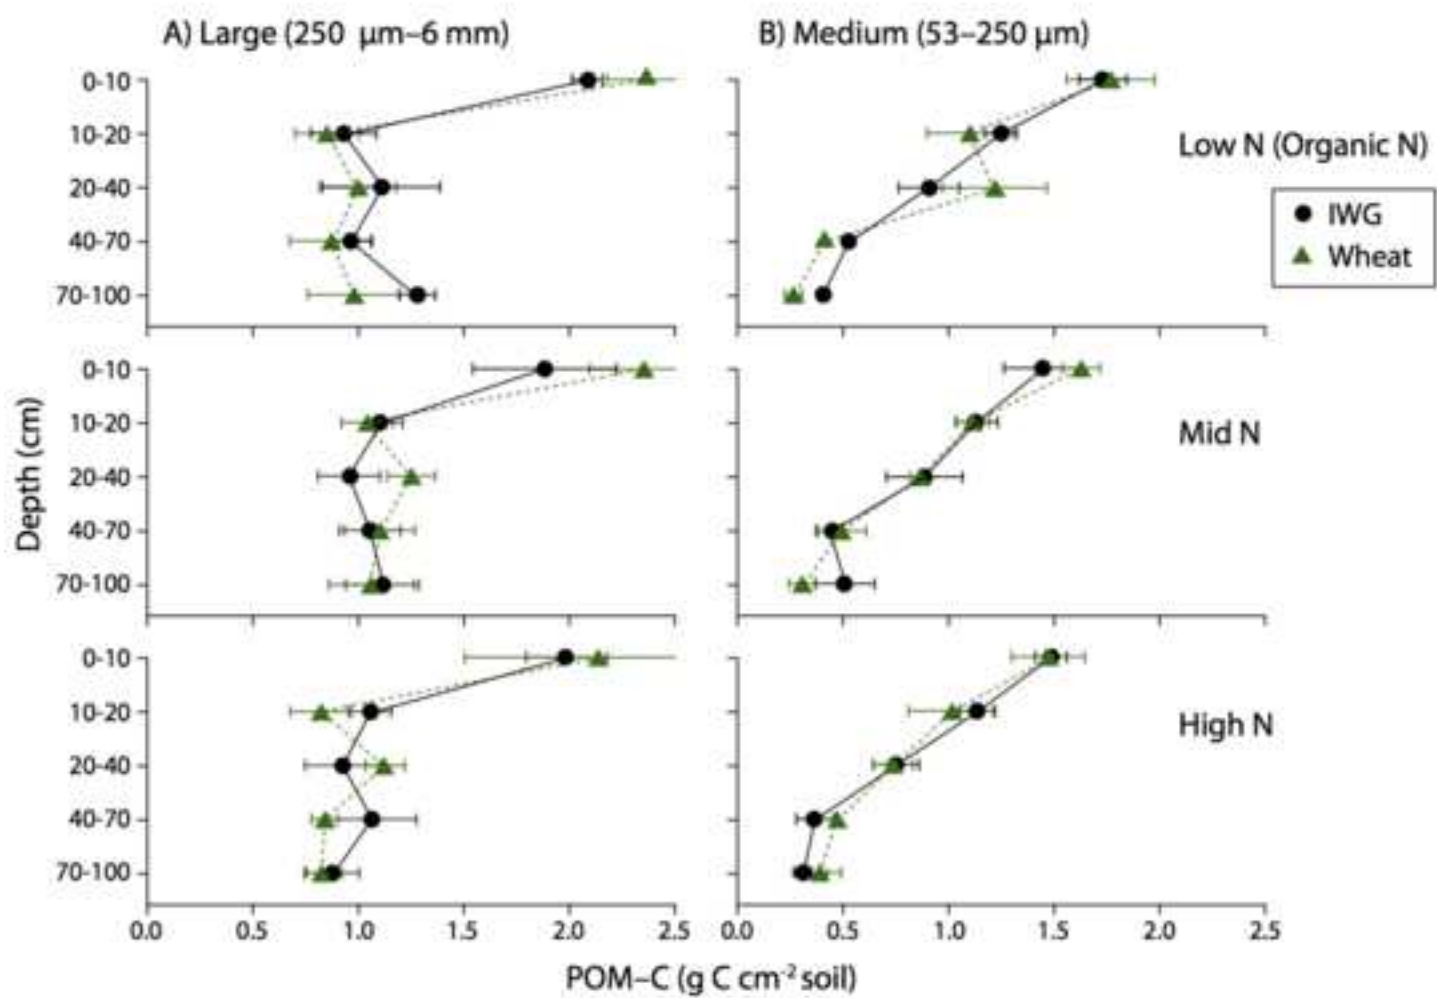 A) Large (250 µm–6 mm)
B) Medium (53–250 µm)
0-10
10-20
20-40
40-70
70-100
Low N (Organic N)
IWG
Wheat
0-10
10-20
20-40
40-70
70-100
Mid N
Depth (cm)
0-10
10-20
20-40
40-70
70-100
High N
0.0 0.5 1.0 1.5 2.0 2.5
0.0 0.5 1.0 1.5 2.0 2.5
POM–C (g C cm⁻² soil)